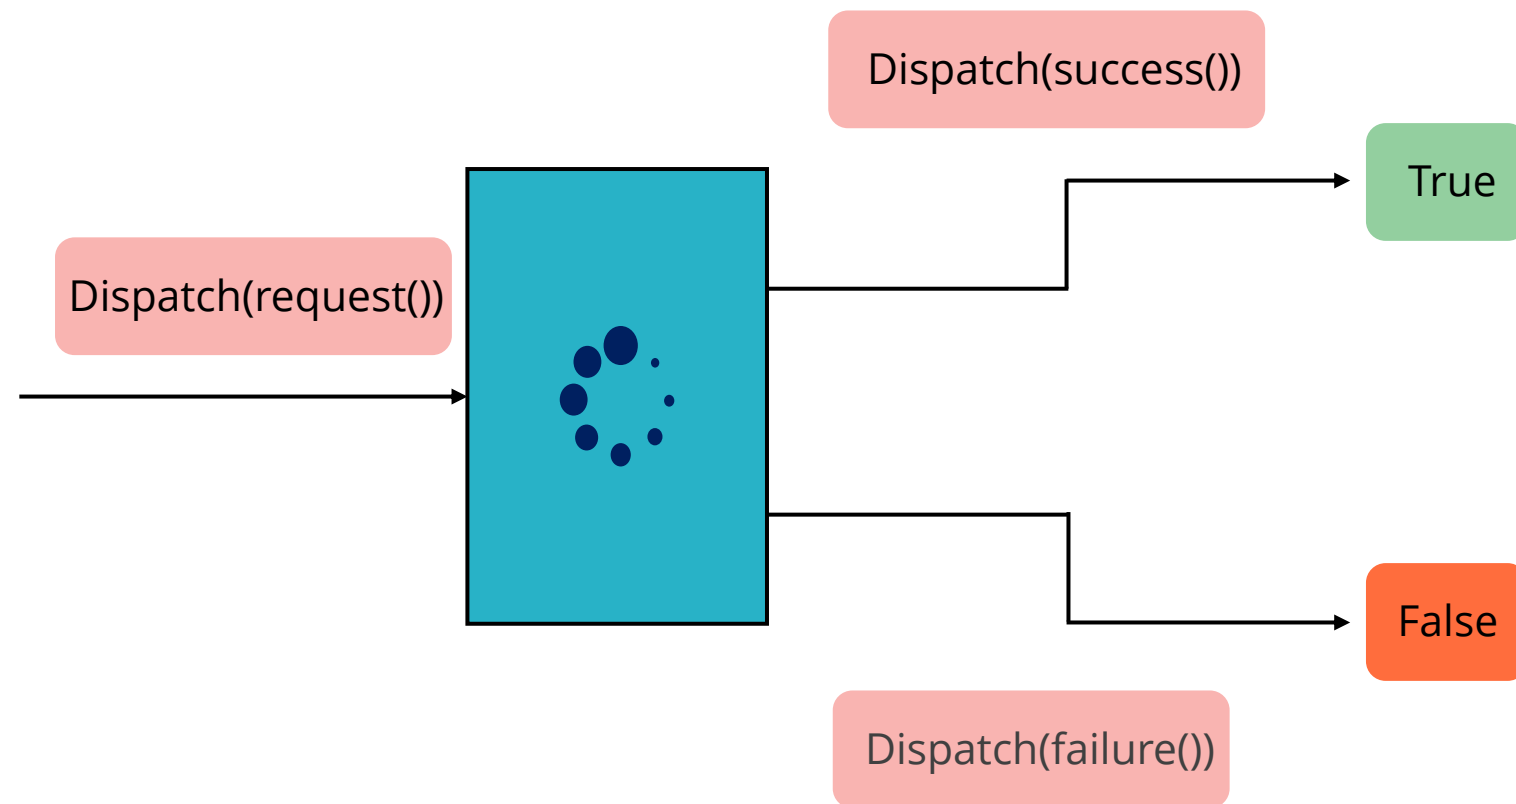 Dispatch(success())
True
Dispatch(request())
False
Dispatch(failure())